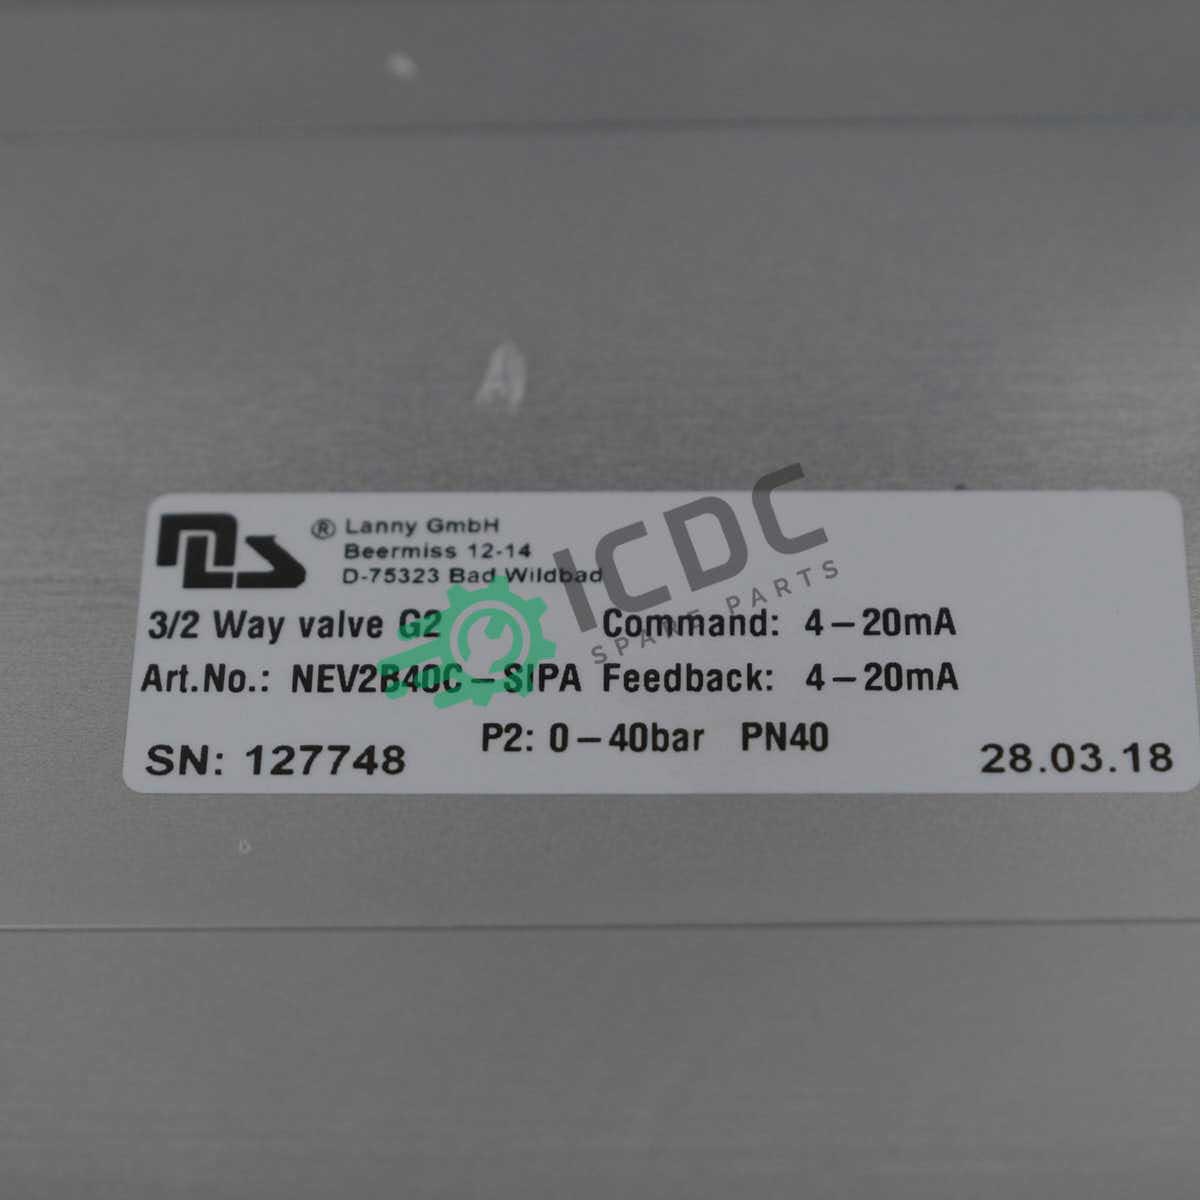 A
NLS ® Lanny GmbH
Beermiss 12-14
D-75323 Bad Wildbad
3/2 Way valve G2 Command: 4-20mA
Art.No.: NEV2B40C-SIPA Feedback: 4-20mA
P2: 0-40bar PN40
SN: 127748 28.03.18
ICDC
SPARE PARTS